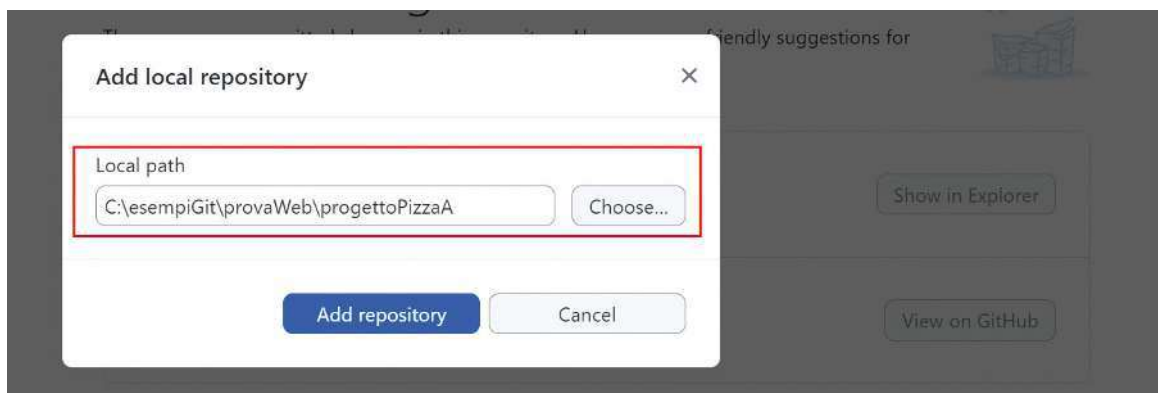 iendly suggestions for
Add local repository
Local path
C:\esempiGit\provaWeb\progettoPizzaA
Choose...
Show in Explorer
Add repository
Cancel
View on GitHub